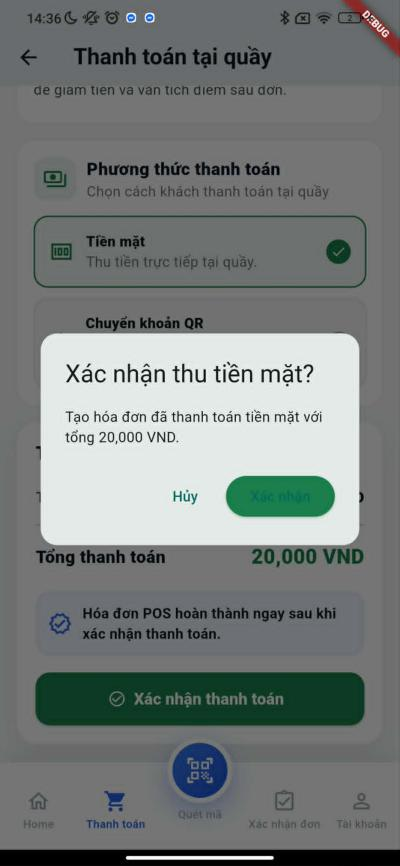 14:36
2
DEBUG
Thanh toán tại quầy
để giảm tiền và vẫn tích điểm sau đơn.
Phương thức thanh toán
Chọn cách khách thanh toán tại quầy
Tiền mặt
Thu tiền trực tiếp tại quầy.
Chuyển khoản QR
Xác nhận thu tiền mặt?
Tạo hóa đơn đã thanh toán tiền mặt với
tổng 20,000 VND.
Hủy
Xác nhận
Tổng thanh toán
20,000 VND
Hóa đơn POS hoàn thành ngay sau khi
xác nhận thanh toán.
Xác nhận thanh toán
Home
Thanh toán
Quét mã
Xác nhận đơn
Tài khoản